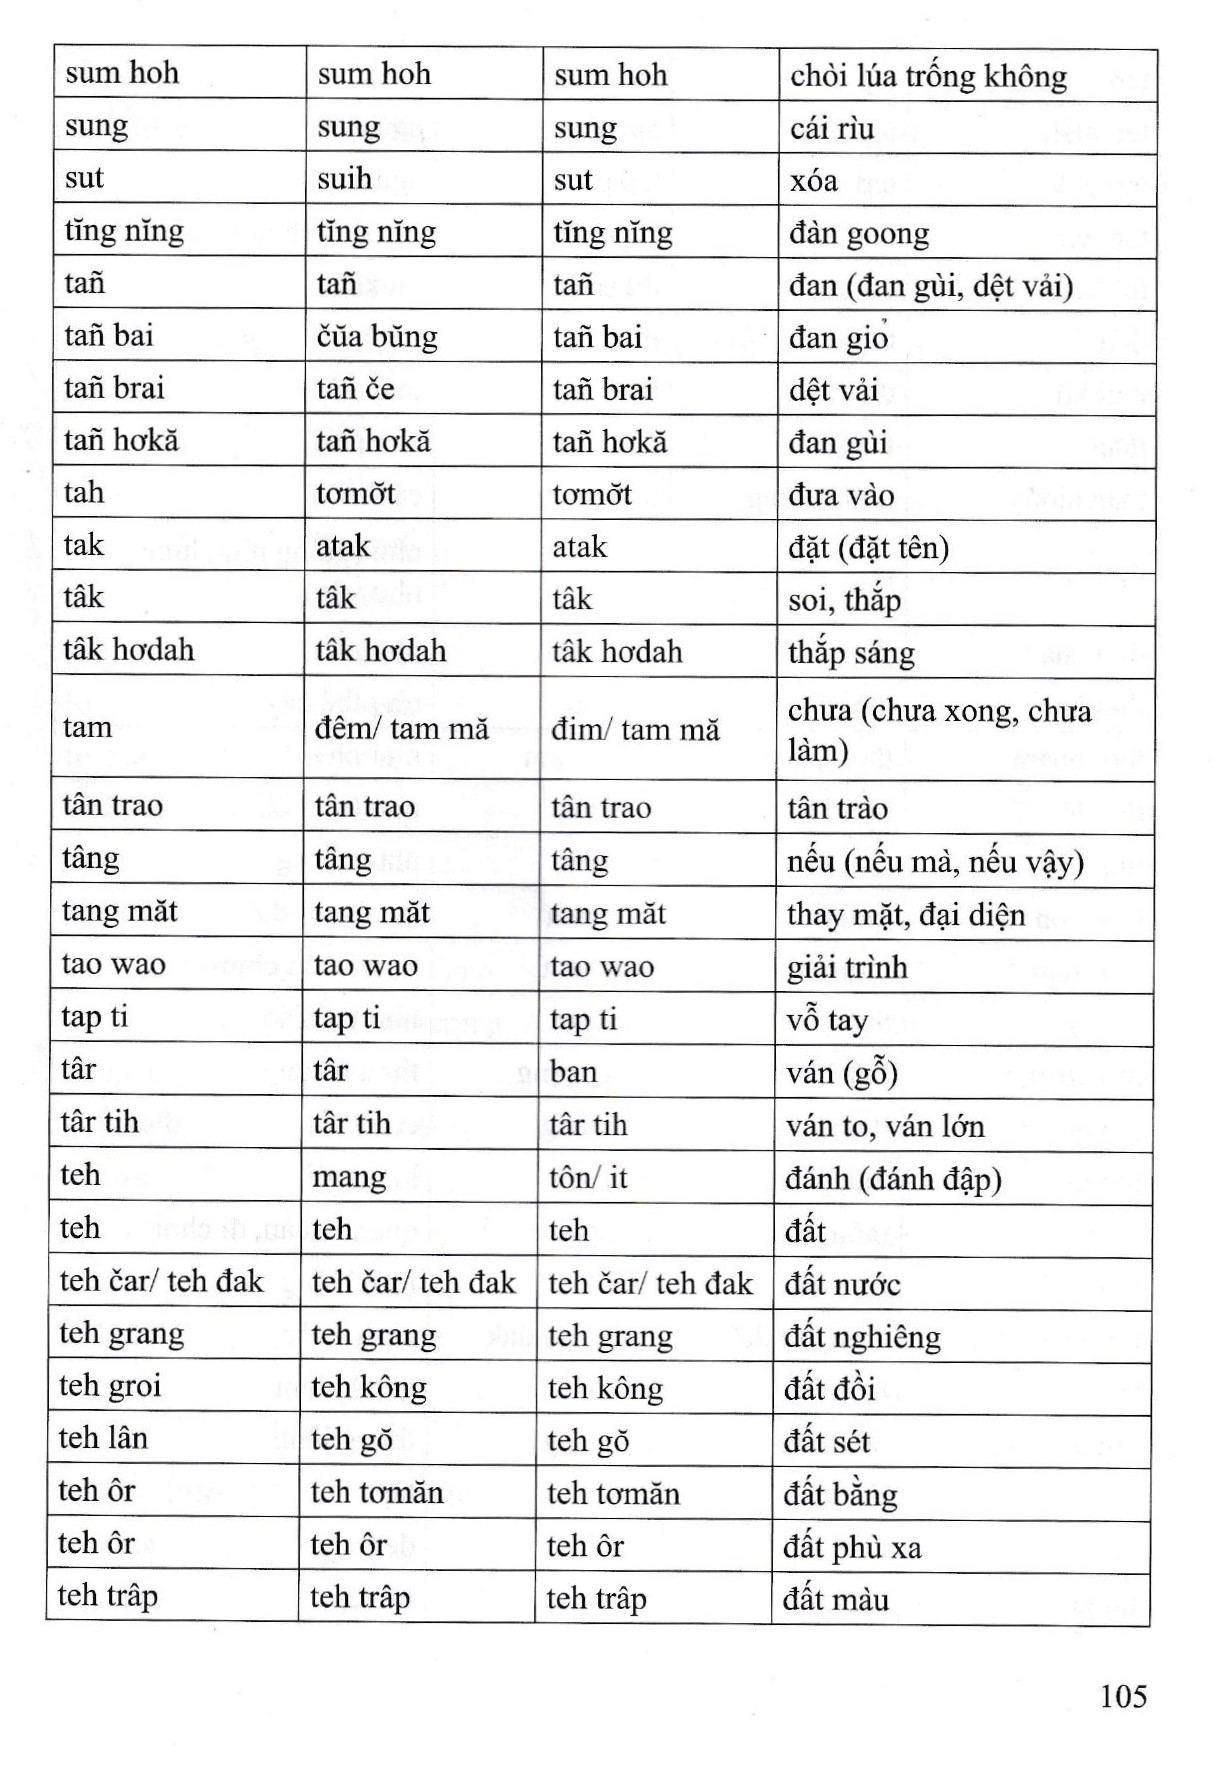 sum hoh sum hoh sum hoh chòi lúa trống không
sung sung sung cái rìu
sut suih sut xóa
tĭng nĭng tĭng nĭng tĭng nĭng đàn goong
tañ tañ tañ đan (đan gùi, dệt vải)
tañ bai čŭa bŭng tañ bai đan giỏ
tañ brai tañ če tañ brai dệt vải
tañ hơkă tañ hơkă tañ hơkă đan gùi
tah tơmơ̆t tơmơ̆t đưa vào
tak atak atak đặt (đặt tên)
tâk tâk tâk soi, thắp
tâk hơdah tâk hơdah tâk hơdah thắp sáng
tam đêm/ tam mă đim/ tam mă chưa (chưa xong, chưa
làm)
tân trao tân trao tân trao tân trào
tâng tâng tâng nếu (nếu mà, nếu vậy)
tang măt tang măt tang măt thay mặt, đại diện
tao wao tao wao tao wao giải trình
tap ti tap ti tap ti vỗ tay
târ târ ban ván (gỗ)
târ tih târ tih târ tih ván to, ván lớn
teh mang tôn/ it đánh (đánh đập)
teh teh teh đất
teh čar/ teh đak teh čar/ teh đak teh čar/ teh đak đất nước
teh grang teh grang teh grang đất nghiêng
teh groi teh kông teh kông đất đồi
teh lân teh gŏ teh gŏ đất sét
teh ôr teh tơmăn teh tơmăn đất bằng
teh ôr teh ôr teh ôr đất phù xa
teh trâp teh trâp teh trâp đất màu
105